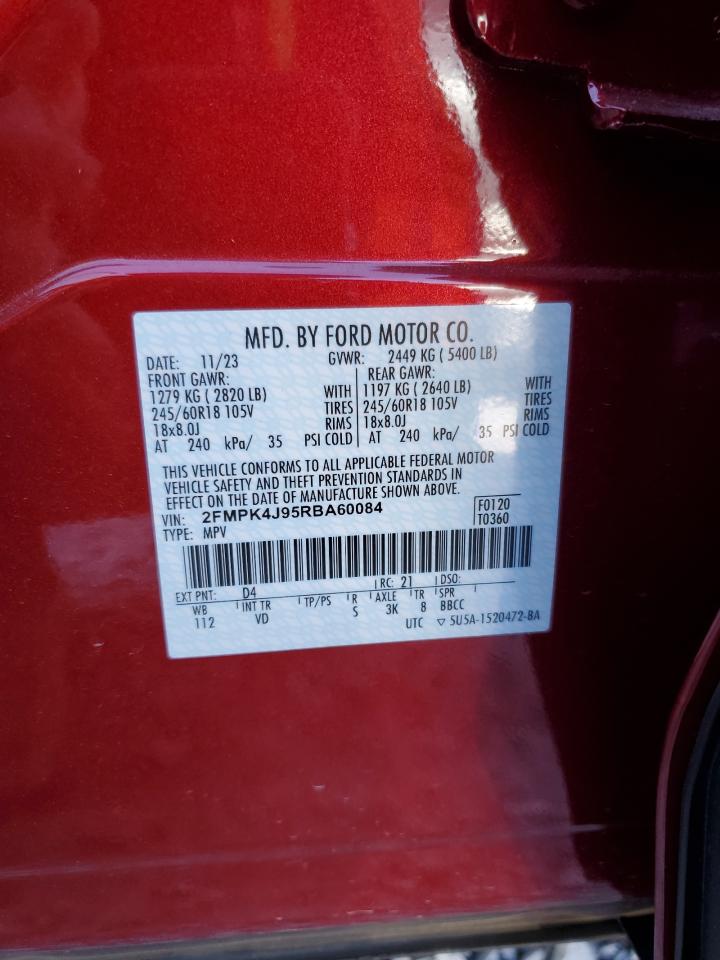 MFD. BY FORD MOTOR CO.
DATE: 11/23 GVWR: 2449 KG ( 5400 LB)
FRONT GAWR: REAR GAWR:
1279 KG ( 2820 LB) WITH 1197 KG ( 2640 LB) WITH
245/60R18 105V TIRES 245/60R18 105V TIRES
18x8.0J RIMS 18x8.0J RIMS
AT 240 kPa/ 35 PSI COLD AT 240 kPa/ 35 PSI COLD
THIS VEHICLE CONFORMS TO ALL APPLICABLE FEDERAL MOTOR
VEHICLE SAFETY AND THEFT PREVENTION STANDARDS IN
EFFECT ON THE DATE OF MANUFACTURE SHOWN ABOVE.
VIN: 2FMPK4J95RBA60084 F0120
TYPE: MPV T0360
EXT PNT: D4 RC: 21 DSO:
WB INT TR TP/PS R AXLE TR SPR
112 VD S 3K 8 BBCC
UTC ▽ 5U5A-1520472-BA